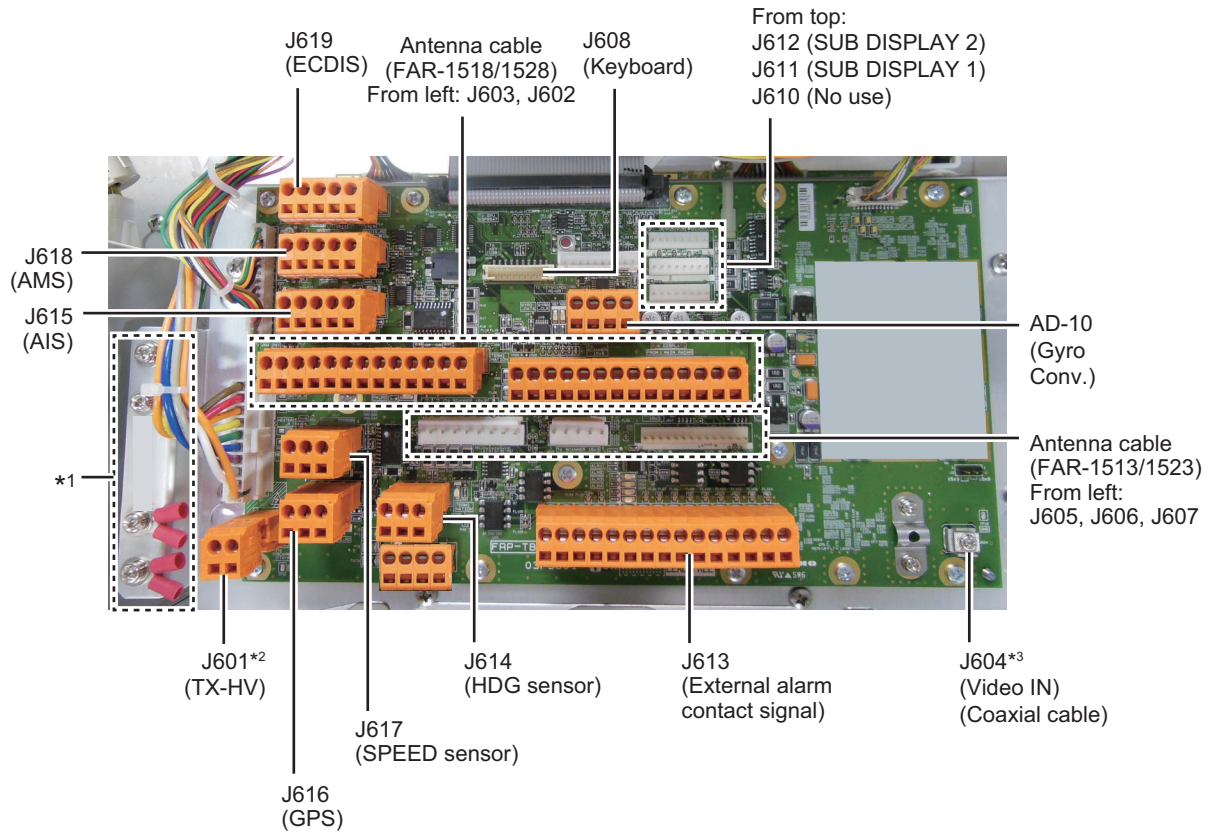 J619
(ECDIS)
Antenna cable
(FAR-1518/1528)
From left: J603, J602
J608
(Keyboard)
From top:
J612 (SUB DISPLAY 2)
J611 (SUB DISPLAY 1)
J610 (No use)
J618
(AMS)
J615
(AIS)
AD-10
(Gyro
Conv.)
*1
Antenna cable
(FAR-1513/1523)
From left:
J605, J606, J607
J601*2
(TX-HV)
J614
(HDG sensor)
J613
(External alarm
contact signal)
J604*3
(Video IN)
(Coaxial cable)
J617
(SPEED sensor)
J616
(GPS)